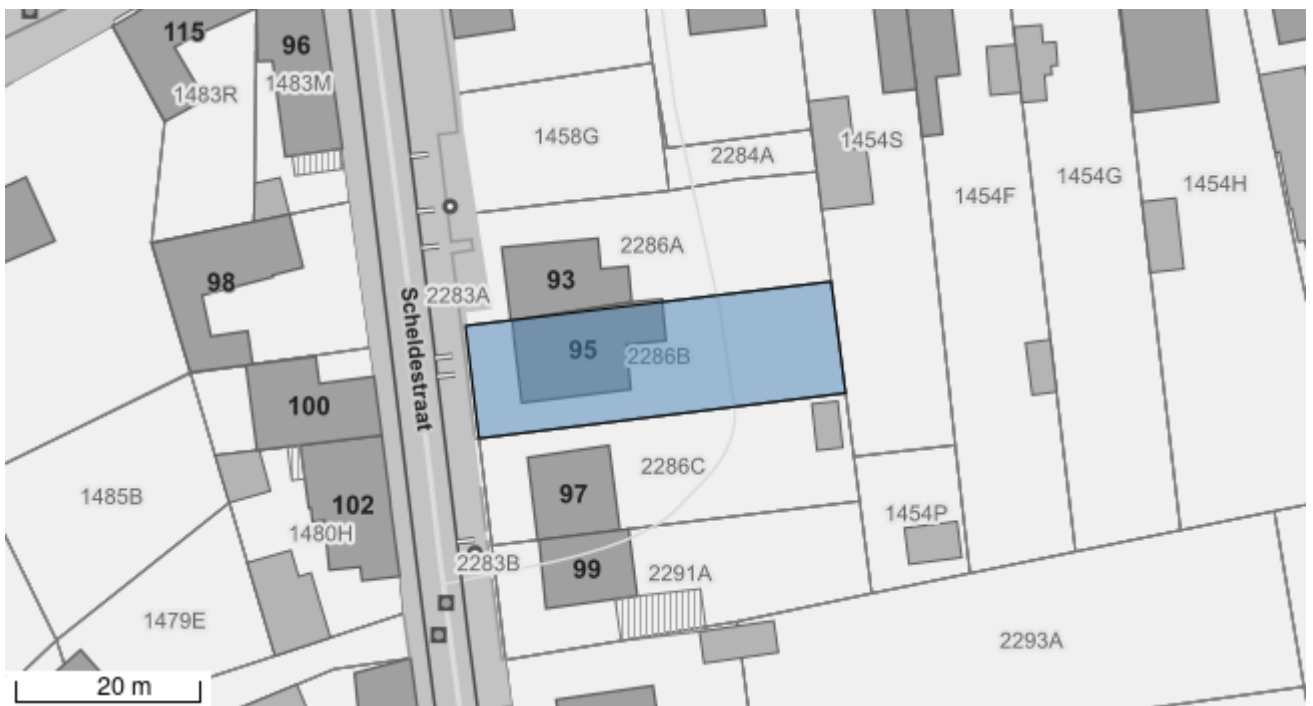 115
96
1483R
1483M
1458G
2284A
1454S
1454F
1454G
1454H
2286A
93
98
2283A
Scheldestraat
95
2286B
100
2286C
1485B
97
102
1480H
1454P
2283B
99
2291A
1479E
2293A
20 m